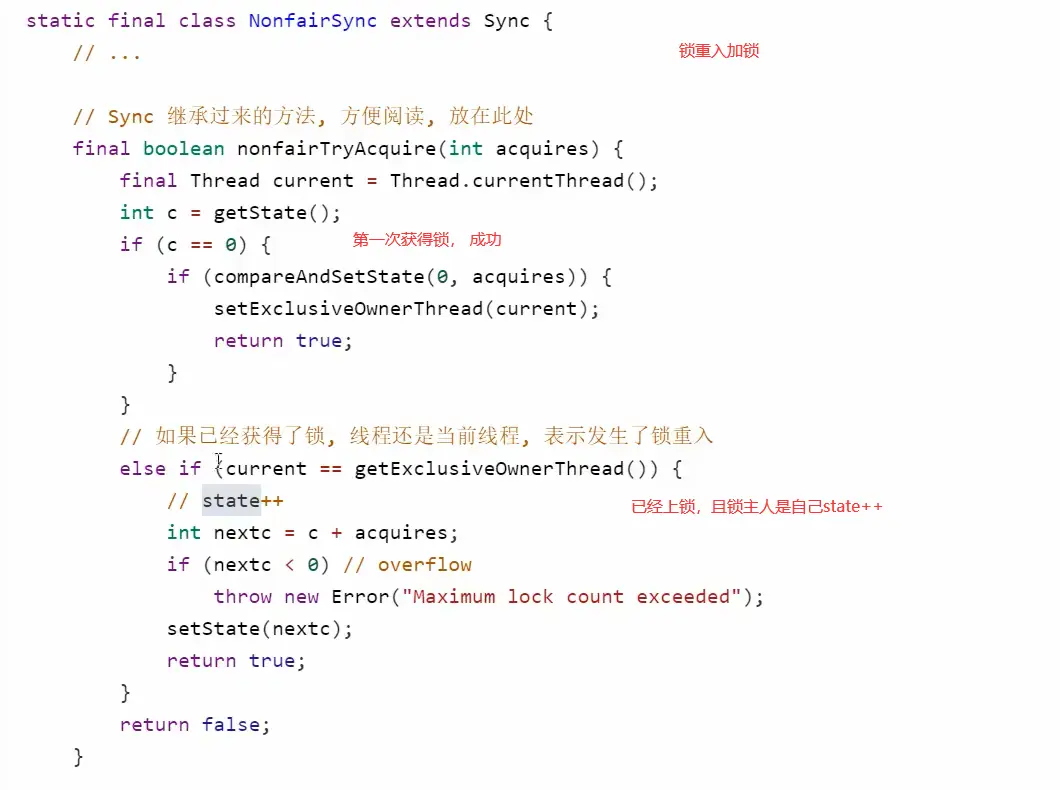 static final class NonfairSync extends Sync {
// ...
锁重入加锁
// Sync 继承过来的方法, 方便阅读, 放在此处
final boolean nonfairTryAcquire(int acquires) {
final Thread current = Thread.currentThread();
int c = getState();
if (c == 0) {
第一次获得锁， 成功
if (compareAndSetState(0, acquires)) {
setExclusiveOwnerThread(current);
return true;
}
}
// 如果已经获得了锁, 线程还是当前线程, 表示发生了锁重入
else if (current == getExclusiveOwnerThread()) {
// state++
已经上锁，且锁主人是自己state++
int nextc = c + acquires;
if (nextc < 0) // overflow
throw new Error("Maximum lock count exceeded");
setState(nextc);
return true;
}
return false;
}